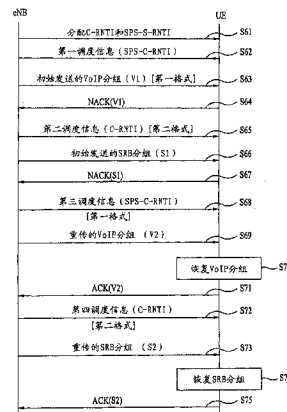 eNB UE
分配C-RNTI和SPS-S-RNTI S61
第一调度信息（SPS-C-RNTI） S62
初始发送的VoIP分组（V1）[第一格式] S63
NACK(V1) S64
第二调度信息（C-RNTI）[第二格式] S65
初始发送的SRB分组（S1） S66
NACK(S1) S67
第三调度信息（SPS-C-RNTI） S68
[第一格式]
重传的VoIP分组（V2） S69
恢复VoIP分组 S7
ACK(V2) S71
第四调度信息（C-RNTI） S72
[第二格式]
重传的SRB分组（S2） S73
恢复SRB分组 S7
ACK(S2) S75